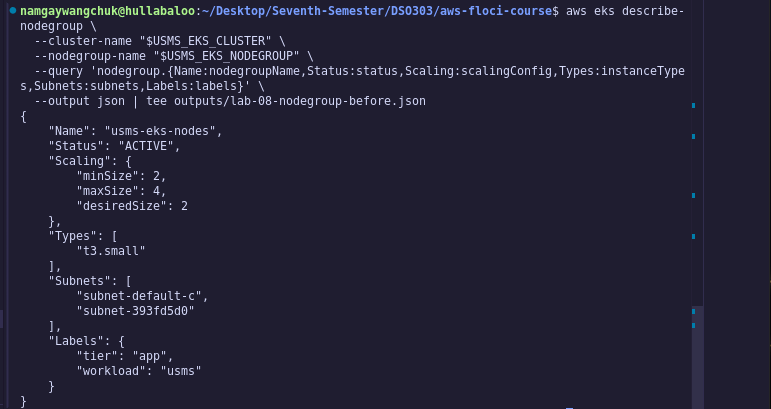 namgaywangchuk@hullabaloo:~/Desktop/Seventh-Semester/DSO303/aws-floci-course$ aws eks describe-
nodegroup \
  --cluster-name "$USMS_EKS_CLUSTER" \
  --nodegroup-name "$USMS_EKS_NODEGROUP" \
  --query 'nodegroup.{Name:nodegroupName,Status:status,Scaling:scalingConfig,Types:instanceType
s,Subnets:subnets,Labels:labels}' \
  --output json | tee outputs/lab-08-nodegroup-before.json
{
    "Name": "usms-eks-nodes",
    "Status": "ACTIVE",
    "Scaling": {
        "minSize": 2,
        "maxSize": 4,
        "desiredSize": 2
    },
    "Types": [
        "t3.small"
    ],
    "Subnets": [
        "subnet-default-c",
        "subnet-393fd5d0"
    ],
    "Labels": {
        "tier": "app",
        "workload": "usms"
    }
}